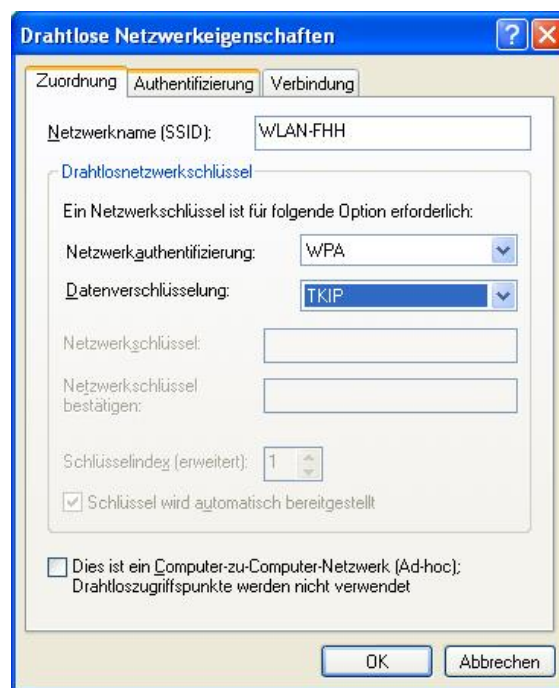 Drahtlose Netzwerkeigenschaften
Zuordnung Authentifizierung Verbindung
Netzwerkname (SSID): WLAN-FHH
Drahtlosnetzwerkschlüssel
Ein Netzwerkschlüssel ist für folgende Option erforderlich:
Netzwerkauthentifizierung: WPA
Datenverschlüsselung: TKIP
Netzwerkschlüssel:
Netzwerkschlüssel
bestätigen:
Schlüsselindex (erweitert): 1
Schlüssel wird automatisch bereitgestellt
Dies ist ein Computer-zu-Computer-Netzwerk (Ad-hoc);
Drahtloszugriffspunkte werden nicht verwendet
OK Abbrechen